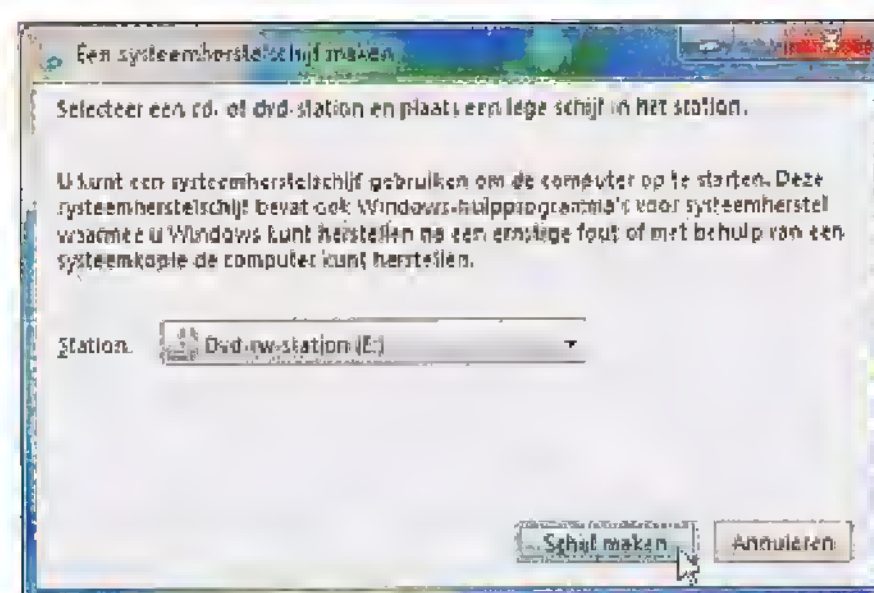 Een systeemherstelschijf maken
Selecteer een cd- of dvd-station en plaats een lege schijf in het station.
U kunt een systeemherstelschijf gebruiken om de computer op te starten. Deze
systeemherstelschijf bevat ook Windows-hulpprogramma's voor systeemherstel
waarmee u Windows kunt herstellen na een ernstige fout of met behulp van een
systeemkopie de computer kunt herstellen.
Station: Dvd-rw-station (E:)
Schijf maken Annuleren